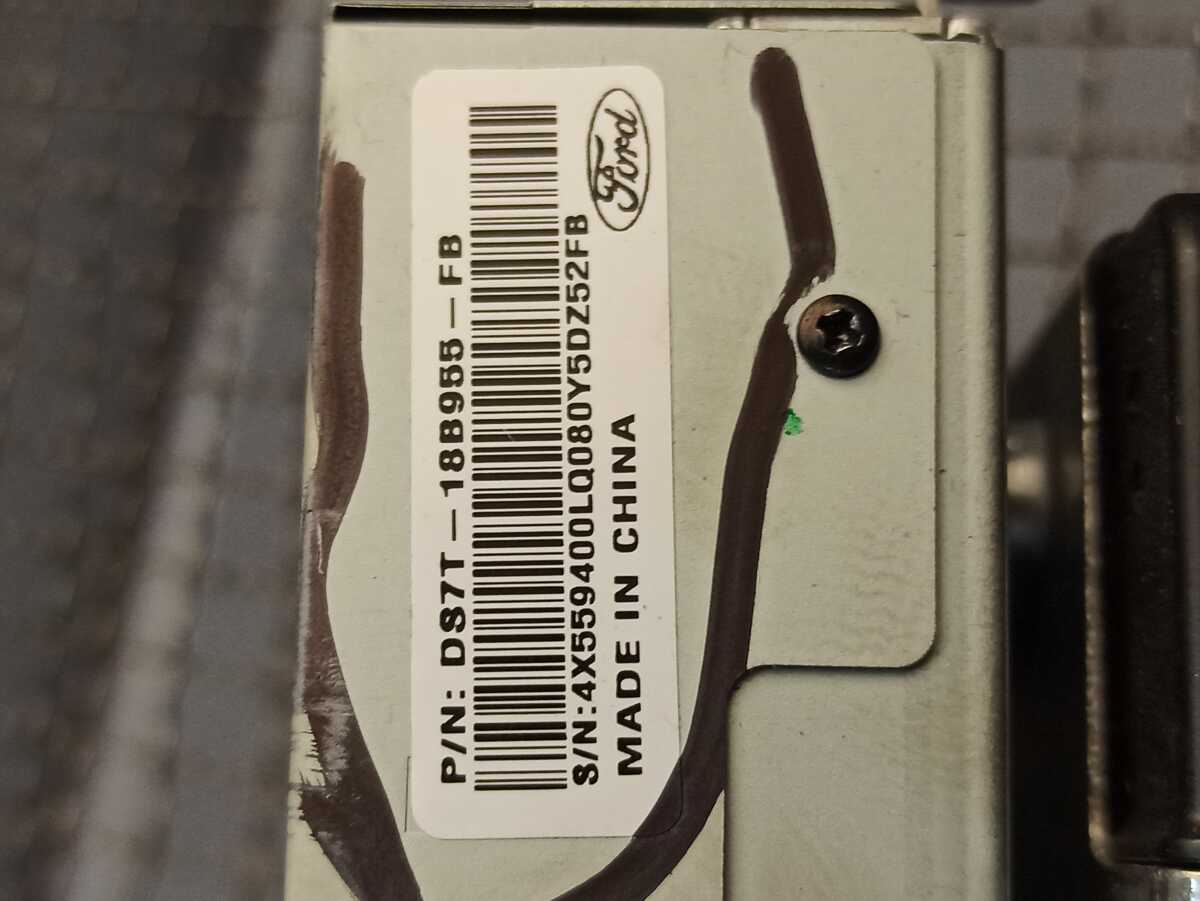 Ford
P/N: DS7T-18B955-FB
S/N:4X559400LQ080Y5DZ52FB
MADE IN CHINA